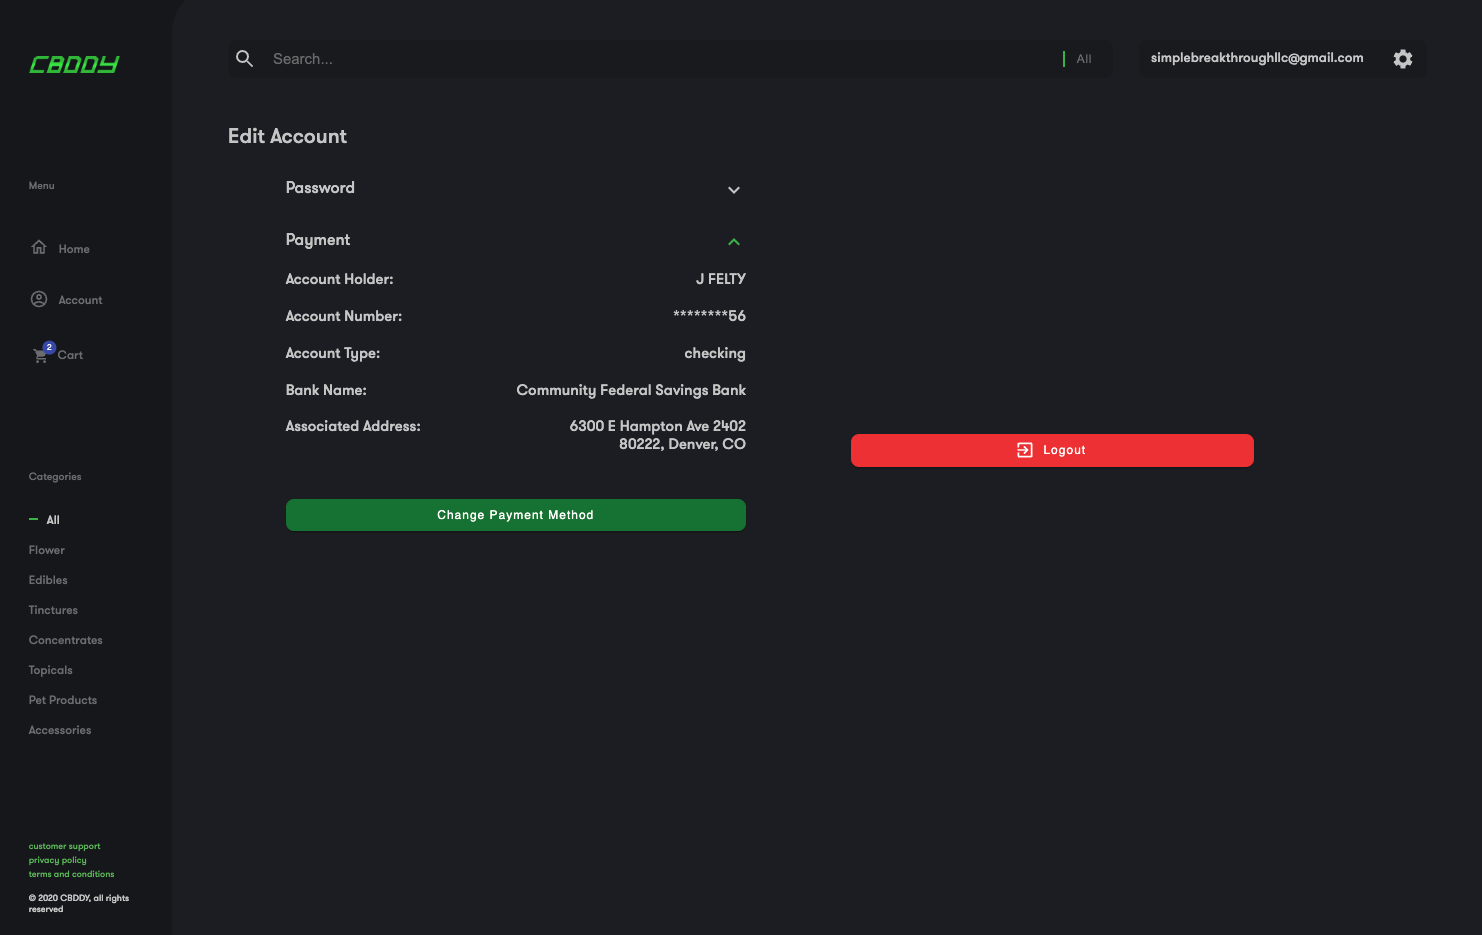 CBDDY
Search...
All
simplebreakthroughllc@gmail.com
Edit Account
Menu
Home
Account
2
Cart
Categories
All
Flower
Edibles
Tinctures
Concentrates
Topicals
Pet Products
Accessories
customer support
privacy policy
terms and conditions
© 2020 CBDDY, all rights
reserved
Password
Payment
Account Holder: J FELTY
Account Number: ********56
Account Type: checking
Bank Name: Community Federal Savings Bank
Associated Address: 6300 E Hampton Ave 2402
80222, Denver, CO
Change Payment Method
Logout